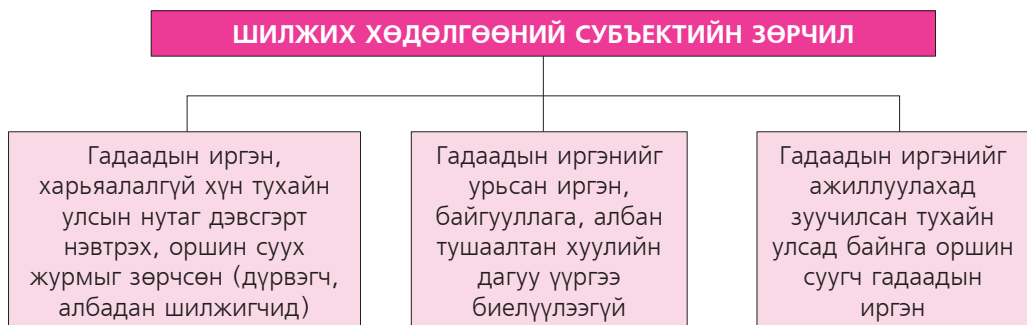 ШИЛЖИХ ХӨДӨЛГӨӨНИЙ СУБЪЕКТИЙН ЗӨРЧИЛ
Гадаадын иргэн,
харьяалалгүй хүн тухайн
улсын нутаг дэвсгэрт
нэвтрэх, оршин суух
журмыг зөрчсөн (дүрвэгч,
албадан шилжигчид)
Гадаадын иргэнийг
урьсан иргэн,
байгууллага, албан
тушаалтан хуулийн
дагуу үүргээ
биелүүлээгүй
Гадаадын иргэнийг
ажиллуулахад
зуучилсан тухайн
улсад байнга оршин
суугч гадаадын
иргэн